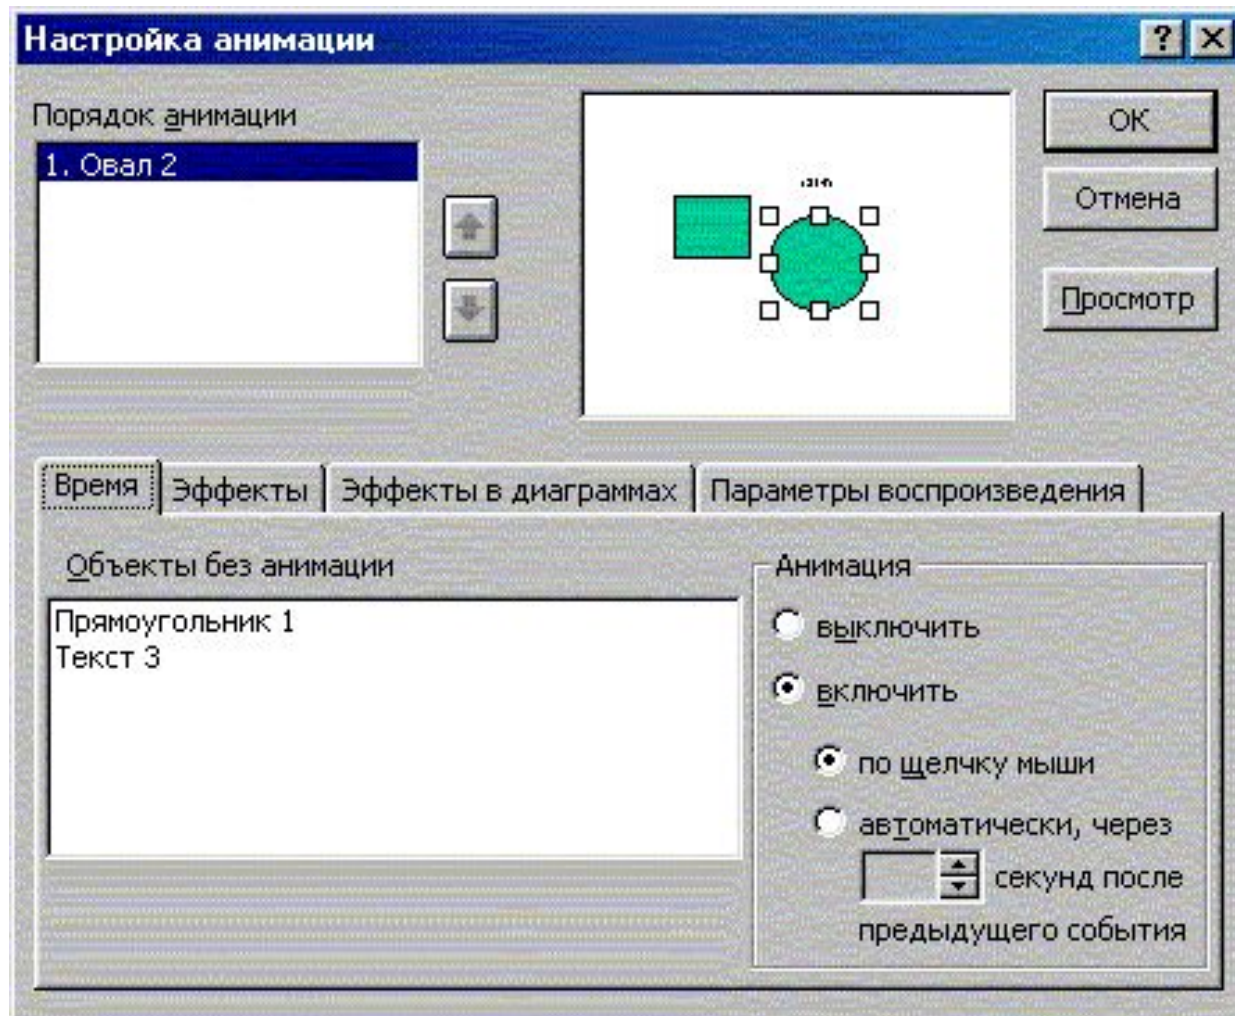 Настройка анимации
Порядок анимации
1. Овал 2
ОК
Отмена
Просмотр
Время
Эффекты
Эффекты в диаграммах
Параметры воспроизведения
Объекты без анимации
Прямоугольник 1
Текст 3
Анимация
выключить
включить
по щелчку мыши
автоматически, через
секунд после
предыдущего события